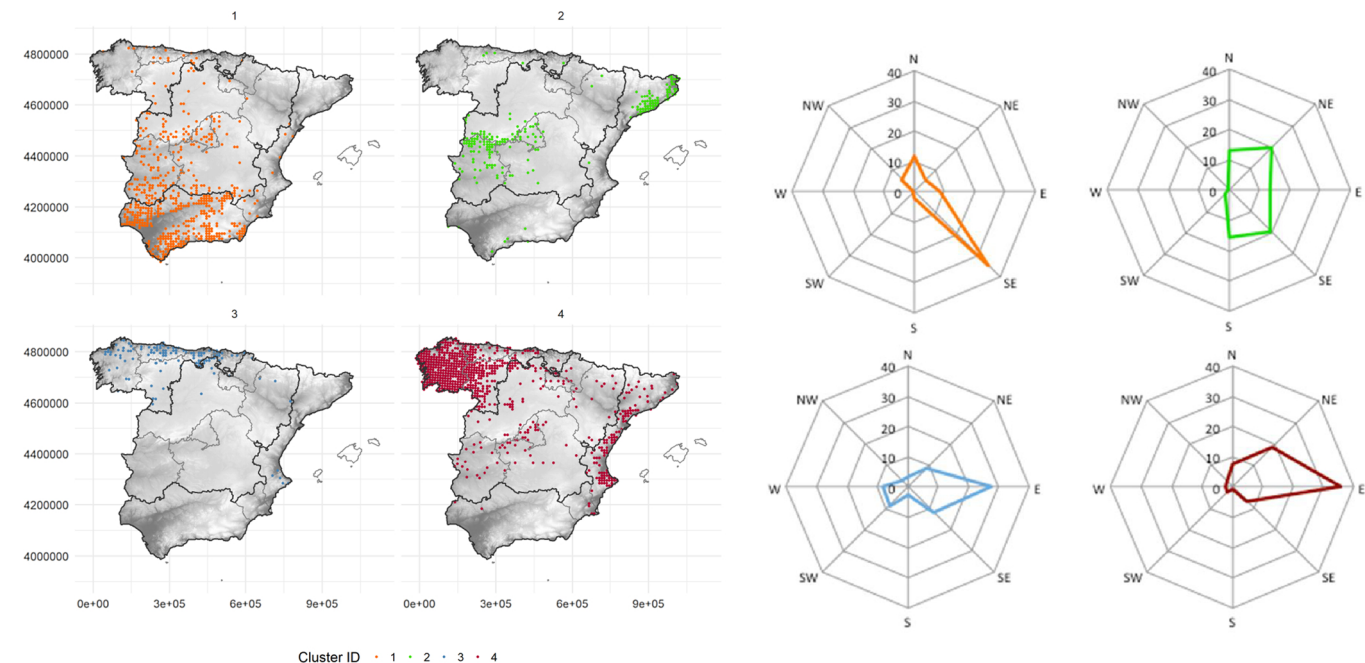 1 2
4800000
4600000
4400000
4200000
4000000
3 4
4800000
4600000
4400000
4200000
4000000
0e+00 3e+05 6e+05 9e+05 0e+00 3e+05 6e+05 9e+05
Cluster ID 1 2 3 4
N
40
NW NE
30
20
10
W 0 E
SW SE
S
N
40
NW NE
30
20
10
W 0 E
SW SE
S
N
40
NW NE
30
20
10
W 0 E
SW SE
S
N
40
NW NE
30
20
10
W 0 E
SW SE
S